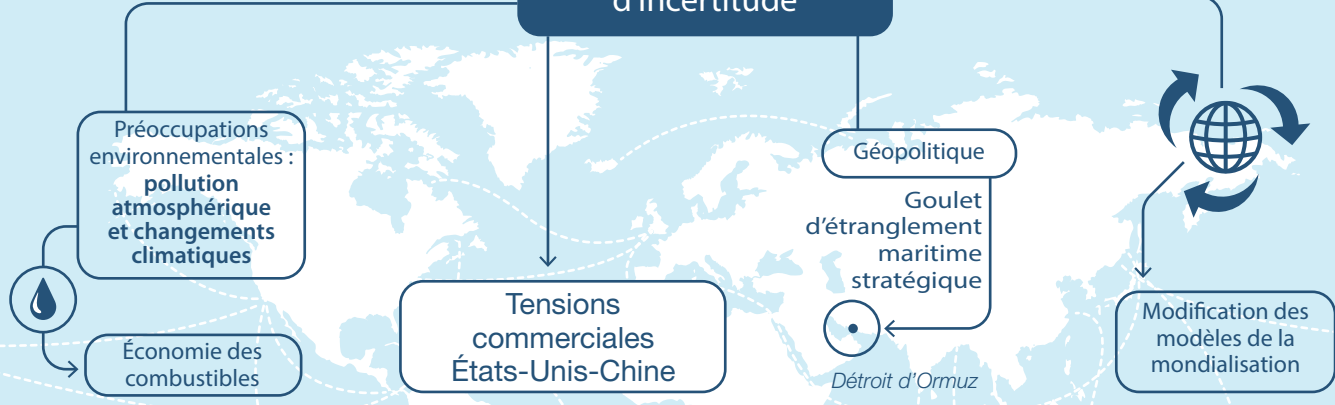 d'incertitude
Préoccupations
environnementales :
pollution
atmosphérique
et changements
climatiques
Économie des
combustibles
Tensions
commerciales
États-Unis-Chine
Géopolitique
Goulet
d'étranglement
maritime
stratégique
Détroit d'Ormuz
Modification des
modèles de la
mondialisation